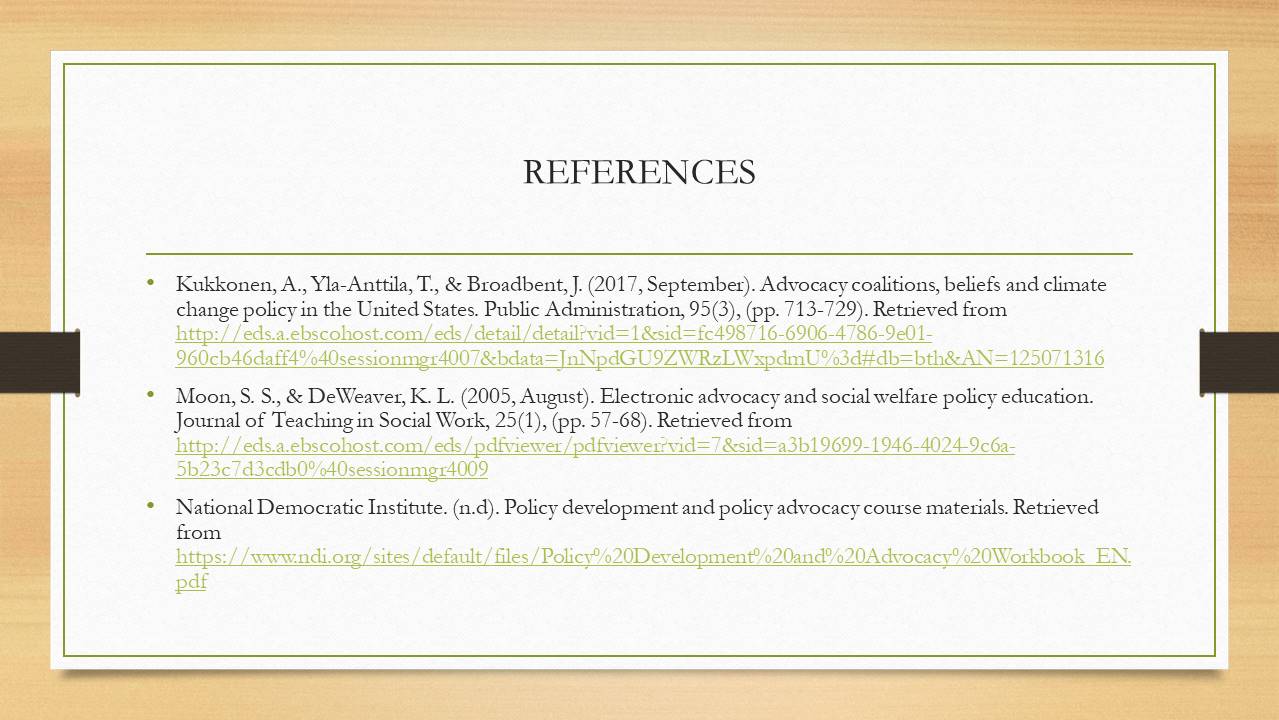 REFERENCES
• Kukkonen, A., Yla-Anttila, T., & Broadbent, J. (2017, September). Advocacy coalitions, beliefs and climate
change policy in the United States. Public Administration, 95(3), (pp. 713-729). Retrieved from
http://eds.a.ebscohost.com/eds/detail/detail?vid=1&sid=fc498716-6906-4786-9e01-
960cb46daff4%40sessionmgr4007&bdata=JnNpdGU9ZWRzLWxpdmU%3d#db=bth&AN=125071316
• Moon, S. S., & DeWeaver, K. L. (2005, August). Electronic advocacy and social welfare policy education.
Journal of Teaching in Social Work, 25(1), (pp. 57-68). Retrieved from
http://eds.a.ebscohost.com/eds/pdfviewer/pdfviewer?vid=7&sid=a3b19699-1946-4024-9c6a-
5b23c7d3cdb0%40sessionmgr4009
• National Democratic Institute. (n.d). Policy development and policy advocacy course materials. Retrieved
from
https://www.ndi.org/sites/default/files/Policy%20Development%20and%20Advocacy%20Workbook_EN.
pdf